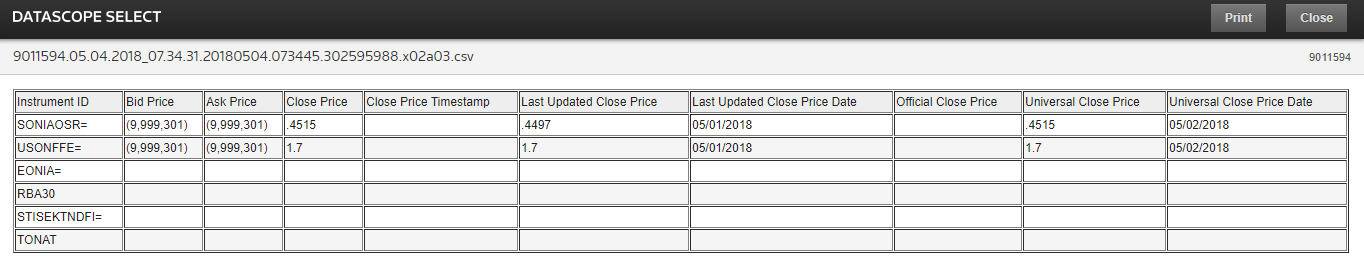 DATASCOPE SELECT Print Close
9011594.05.04.2018_07.34.31.20180504.073445.302595988.x02a03.csv 9011594
Instrument ID Bid Price Ask Price Close Price Close Price Timestamp Last Updated Close Price Last Updated Close Price Date Official Close Price Universal Close Price Universal Close Price Date
SONIAOSR= (9,999,301) (9,999,301) .4515 .4497 05/01/2018 .4515 05/02/2018
USONFFE= (9,999,301) (9,999,301) 1.7 1.7 05/01/2018 1.7 05/02/2018
EONIA=
RBA30
STISEKTNDFI=
TONAT